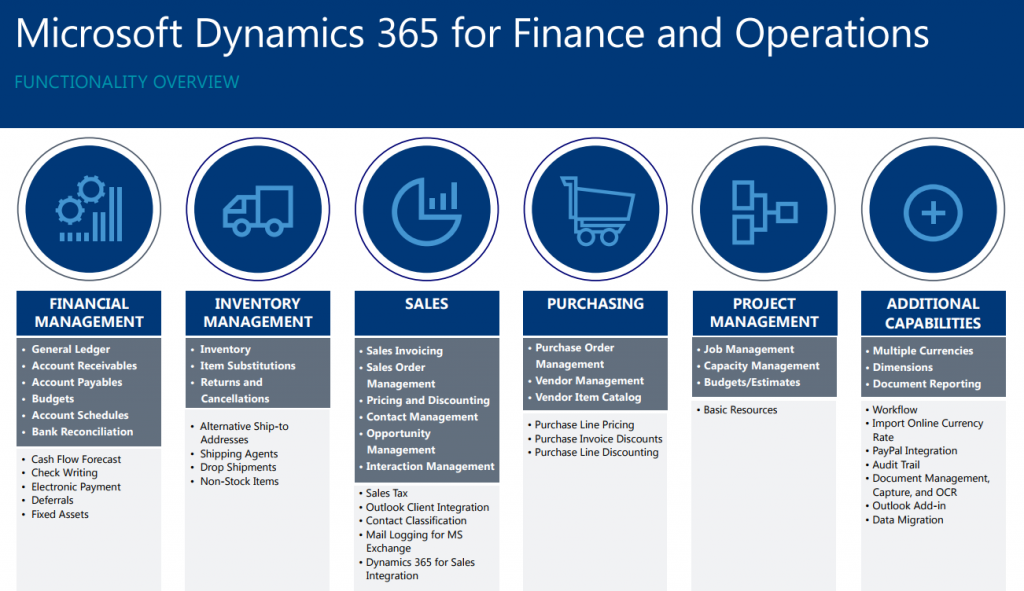 Microsoft Dynamics 365 for Finance and Operations
FUNCTIONALITY OVERVIEW
FINANCIAL
MANAGEMENT
• General Ledger
• Account Receivables
• Account Payables
• Budgets
• Account Schedules
• Bank Reconciliation
• Cash Flow Forecast
• Check Writing
• Electronic Payment
• Deferrals
• Fixed Assets
INVENTORY
MANAGEMENT
• Inventory
• Item Substitutions
• Returns and
Cancellations
• Alternative Ship-to
Addresses
• Shipping Agents
• Drop Shipments
• Non-Stock Items
SALES
• Sales Invoicing
• Sales Order
Management
• Pricing and Discounting
• Contact Management
• Opportunity
Management
• Interaction Management
• Sales Tax
• Outlook Client Integration
• Contact Classification
• Mail Logging for MS
Exchange
• Dynamics 365 for Sales
Integration
PURCHASING
• Purchase Order
Management
• Vendor Management
• Vendor Item Catalog
• Purchase Line Pricing
• Purchase Invoice Discounts
• Purchase Line Discounting
PROJECT
MANAGEMENT
• Job Management
• Capacity Management
• Budgets/Estimates
• Basic Resources
ADDITIONAL
CAPABILITIES
• Multiple Currencies
• Dimensions
• Document Reporting
• Workflow
• Import Online Currency
Rate
• PayPal Integration
• Audit Trail
• Document Management,
Capture, and OCR
• Outlook Add-in
• Data Migration